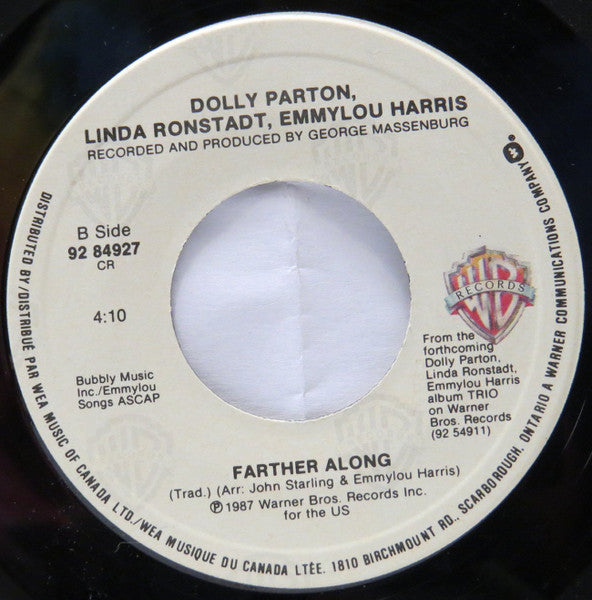 DOLLY PARTON,
LINDA RONSTADT, EMMYLOU HARRIS
RECORDED AND PRODUCED BY GEORGE MASSENBURG
B Side
92 84927
CR
4:10
Bubbly Music
Inc./Emmylou
Songs ASCAP
WB
RECORDS
From the
forthcoming
Dolly Parton,
Linda Ronstadt,
Emmylou Harris
album TRIO
on Warner
Bros. Records
(92 54911)
FARTHER ALONG
(Trad.) (Arr: John Starling & Emmylou Harris)
℗ 1987 Warner Bros. Records Inc.
for the US
DISTRIBUTED BY/DISTRIBUÉ PAR WEA MUSIC OF CANADA LTD./WEA MUSIQUE DU CANADA LTÉE. 1810 BIRCHMOUNT RD., SCARBOROUGH, ONTARIO A WARNER COMMUNICATIONS COMPANY